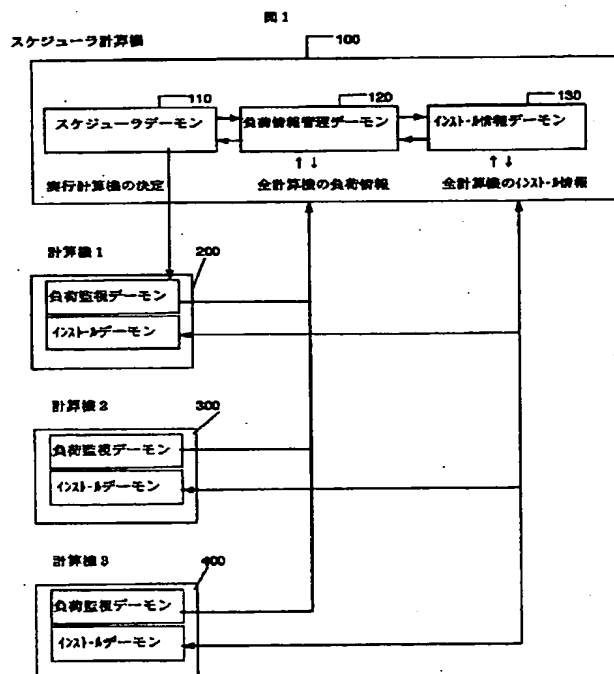 図1
スケジューラ計算機
100
110
120
130
スケジューラデーモン
負荷情報管理デーモン
インストール情報デーモン
↑↓
↑↓
実行計算機の決定
全計算機の負荷情報
全計算機のインストール情報
計算機1
200
負荷監視デーモン
インストールデーモン
計算機2
300
負荷監視デーモン
インストールデーモン
計算機3
400
負荷監視デーモン
インストールデーモン